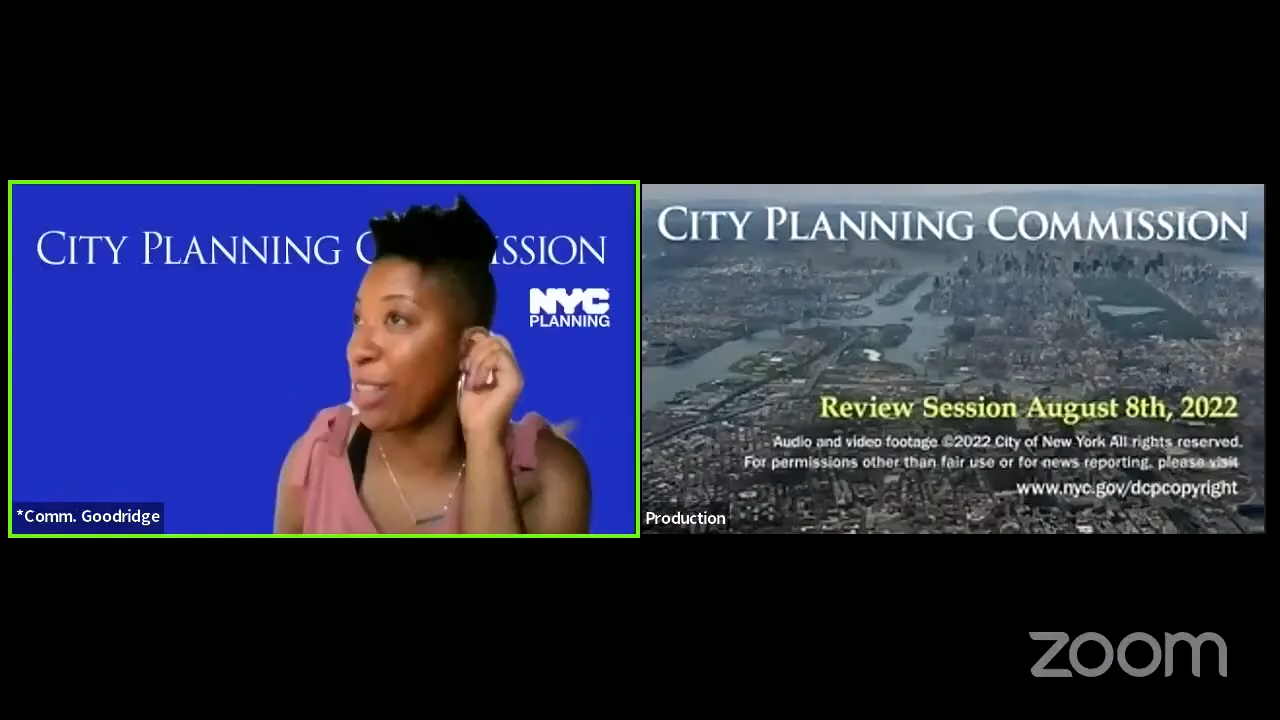 CITY PLANNING C
ISSION
NYC
PLANNING
*Comm. Goodridge
CITY PLANNING COMMISSION
Review Session August 8th, 2022
Audio and video footage ©2022 City of New York All rights reserved.
For permissions other than fair use or for news reporting, please visit
www.nyc.gov/dcpcopyright
Production
zoom